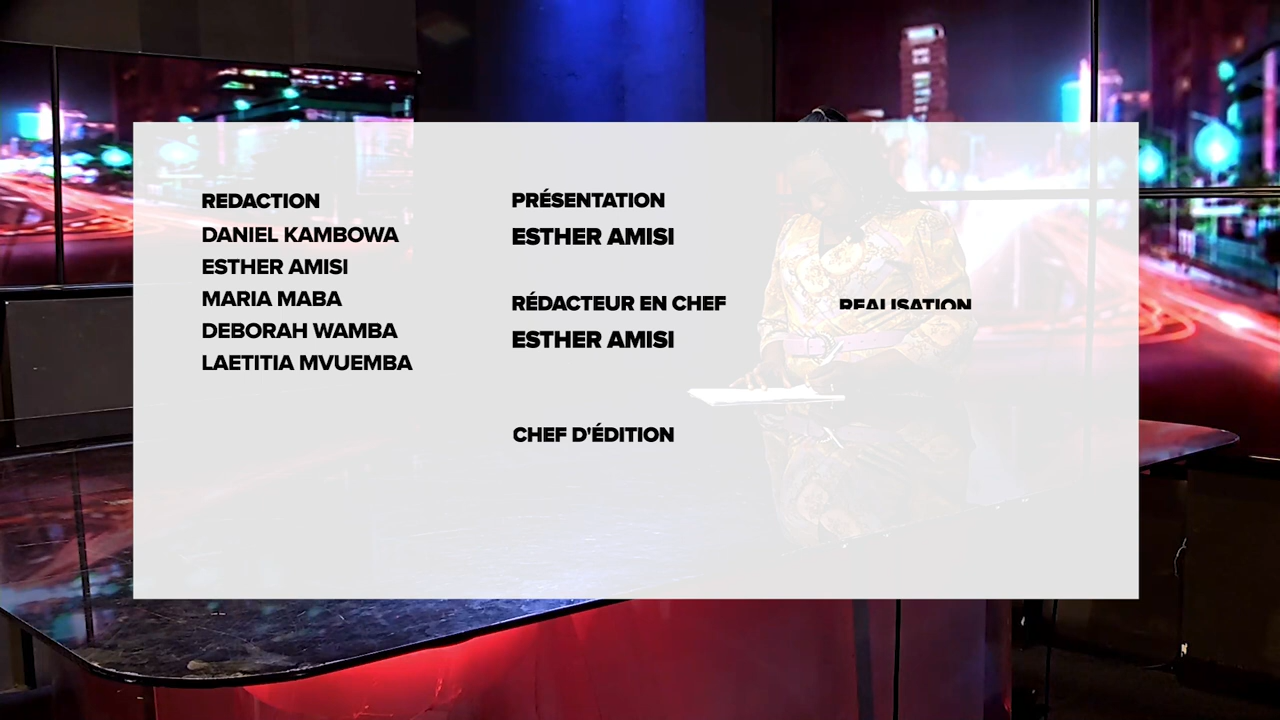 REDACTION
DANIEL KAMBOWA
ESTHER AMISI
MARIA MABA
DEBORAH WAMBA
LAETITIA MVUEMBA
PRÉSENTATION
ESTHER AMISI
RÉDACTEUR EN CHEF
ESTHER AMISI
CHEF D'ÉDITION
REALISATION